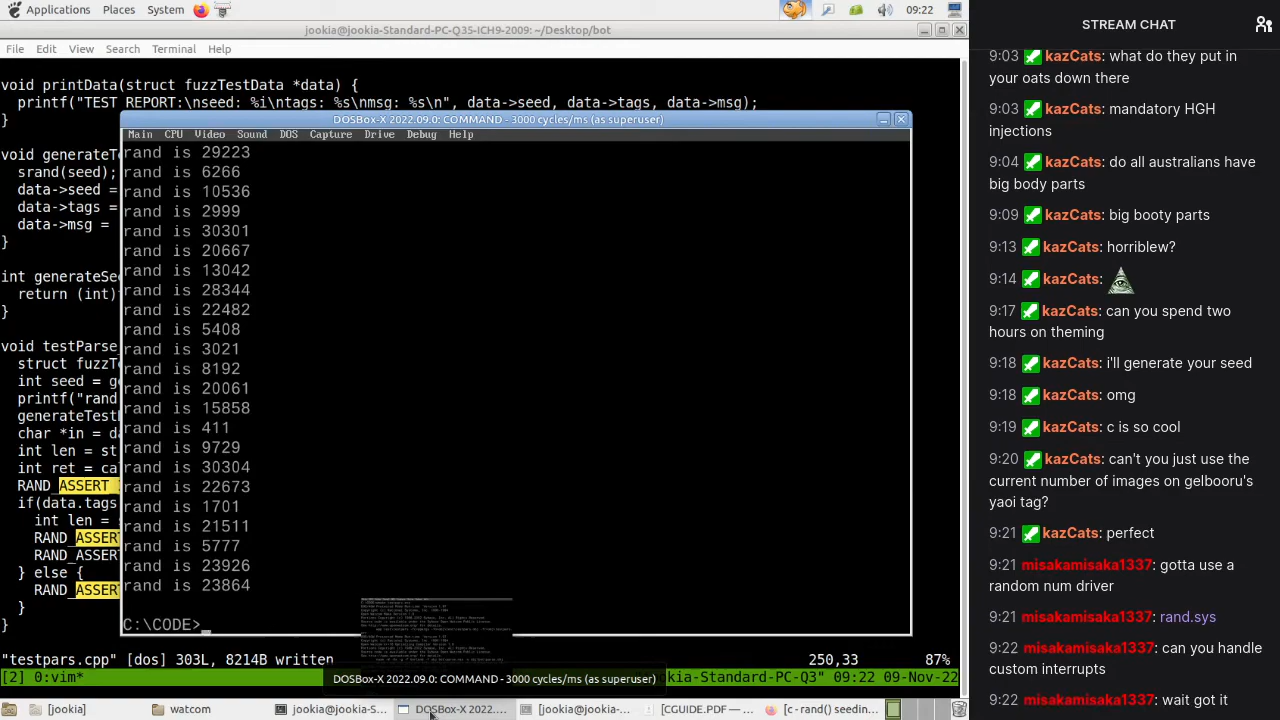 Applications Places System 09:22
jookia@jookia-Standard-PC-Q35-ICH9-2009: ~/Desktop/bot
File Edit View Search Terminal Help
void printData(struct fuzzTestData *data) {
printf("TEST REPORT:\nseed: %i\ntags: %s\nmsg: %s\n", data->seed, data->tags, data->msg);
}
void generateTe
srand(seed);
data->seed =
data->tags =
data->msg =
}
int generateSee
return (int)
}
void testParse_
struct fuzzT
int seed = ge
printf("rand
generateTest
char *in = da
int len = st
int ret = ca
RAND_ASSERT
if(data.tags
int len = s
RAND_ASSERT
RAND_ASSERT
} else {
RAND_ASSERT
}
}
DOSBox-X 2022.09.0: COMMAND - 3000 cycles/ms (as superuser)
Main CPU Video Sound DOS Capture Drive Debug Help
rand is 29223
rand is 6266
rand is 10536
rand is 2999
rand is 30301
rand is 20667
rand is 13042
rand is 28344
rand is 22482
rand is 5408
rand is 3021
rand is 8192
rand is 20061
rand is 15858
rand is 411
rand is 9729
rand is 30304
rand is 22673
rand is 1701
rand is 21511
rand is 5777
rand is 23926
rand is 23864
8214B written 250,33 87%
[2] 0:vim* 09:22 09-Nov-22
DOSBox-X 2022.09.0: COMMAND - 3000 cycles/ms (as superuser)
[jookia] watcom jookia@jookia-S... DOSBox-X 2022.... [jookia@jookia-... [CGUIDE.PDF —... [c - rand() seedin...
STREAM CHAT
9:03 kazCats: what do they put in
your oats down there
9:03 kazCats: mandatory HGH
injections
9:04 kazCats: do all australians have
big body parts
9:09 kazCats: big booty parts
9:13 kazCats: horriblew?
9:14 kazCats:
9:17 kazCats: can you spend two
hours on theming
9:18 kazCats: i'll generate your seed
9:18 kazCats: omg
9:19 kazCats: c is so cool
9:20 kazCats: can't you just use the
current number of images on gelbooru's
yaoi tag?
9:21 kazCats: perfect
9:21 misakamisaka1337: gotta use a
random num driver
9:21 misakamisaka1337: rand.sys
9:22 misakamisaka1337: can you handle
custom interrupts
9:22 misakamisaka1337: wait got it